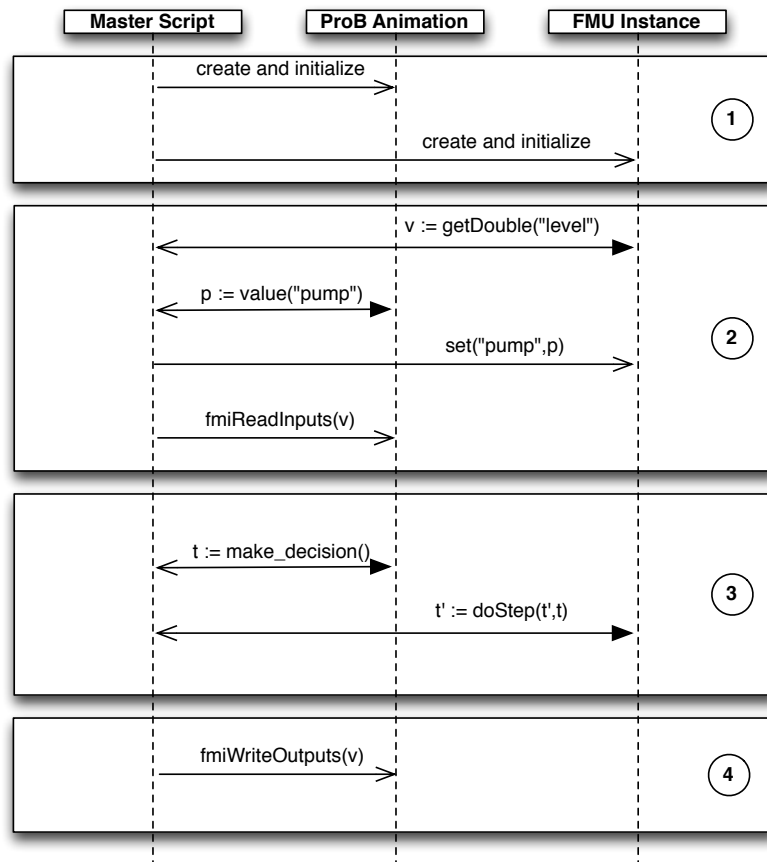 Master Script
ProB Animation
FMU Instance
create and initialize
1
create and initialize
v := getDouble("level")
p := value("pump")
2
set("pump",p)
fmiReadInputs(v)
t := make_decision()
3
t' := doStep(t',t)
fmiWriteOutputs(v)
4